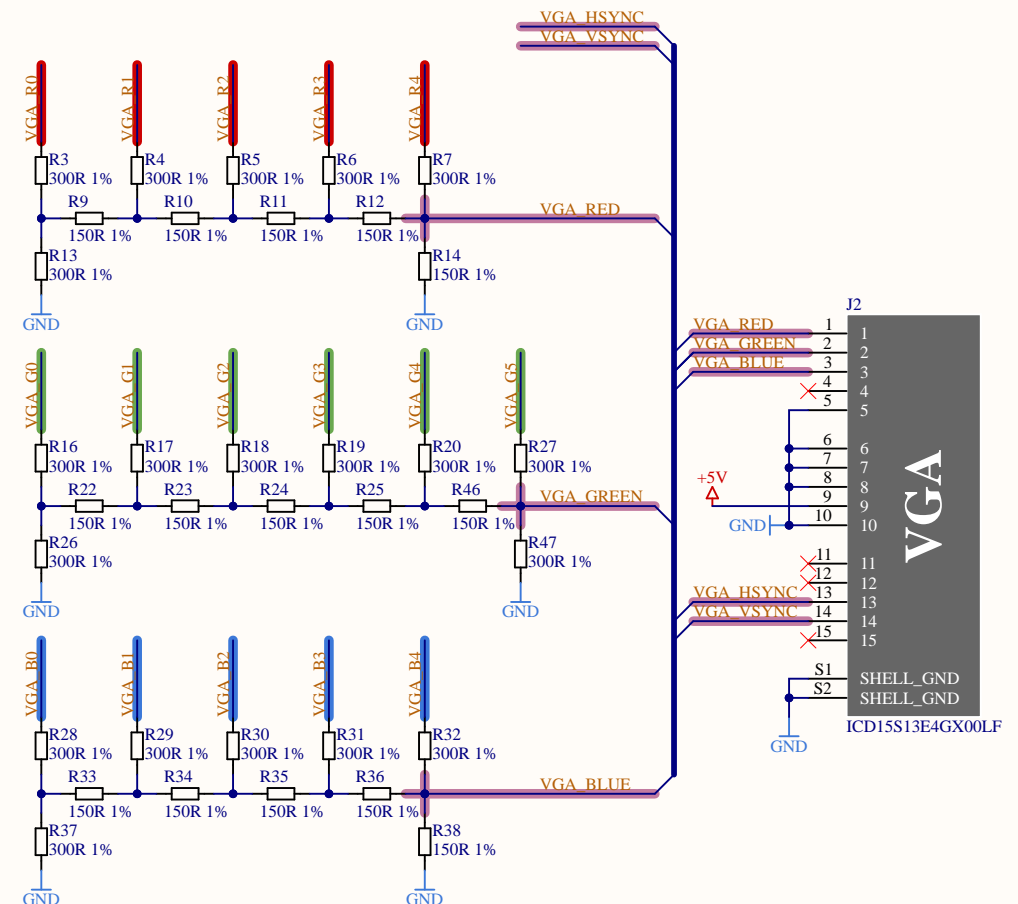 VGA_HSYNC
VGA_VSYNC
VGA_R0
VGA_R1
VGA_R2
VGA_R3
VGA_R4
R3
300R 1%
R4
300R 1%
R5
300R 1%
R6
300R 1%
R7
300R 1%
R9
150R 1%
R10
150R 1%
R11
150R 1%
R12
150R 1%
VGA_RED
R13
300R 1%
R14
150R 1%
GND
GND
VGA_G0
VGA_G1
VGA_G2
VGA_G3
VGA_G4
VGA_G5
R16
300R 1%
R17
300R 1%
R18
300R 1%
R19
300R 1%
R20
300R 1%
R27
300R 1%
R22
150R 1%
R23
150R 1%
R24
150R 1%
R25
150R 1%
R46
150R 1%
VGA_GREEN
R26
300R 1%
R47
300R 1%
GND
GND
VGA_B0
VGA_B1
VGA_B2
VGA_B3
VGA_B4
R28
300R 1%
R29
300R 1%
R30
300R 1%
R31
300R 1%
R32
300R 1%
R33
150R 1%
R34
150R 1%
R35
150R 1%
R36
150R 1%
VGA_BLUE
R37
300R 1%
R38
150R 1%
GND
GND
J2
VGA_RED 1 1
VGA_GREEN 2 2
VGA_BLUE 3 3
4 4
5 5
6 6
7 7
8 8
+5V
9 9
GND 10 10
11 11
12 12
VGA_HSYNC 13 13
VGA_VSYNC 14 14
15 15
S1 SHELL_GND
S2 SHELL_GND
GND
VGA
ICD15S13E4GX00LF